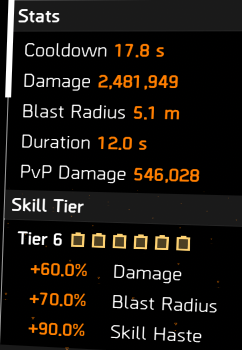 Stats
Cooldown 17.8 s
Damage 2,481,949
Blast Radius 5.1 m
Duration 12.0 s
PvP Damage 546,028
Skill Tier
Tier 6
+60.0% Damage
+70.0% Blast Radius
+90.0% Skill Haste